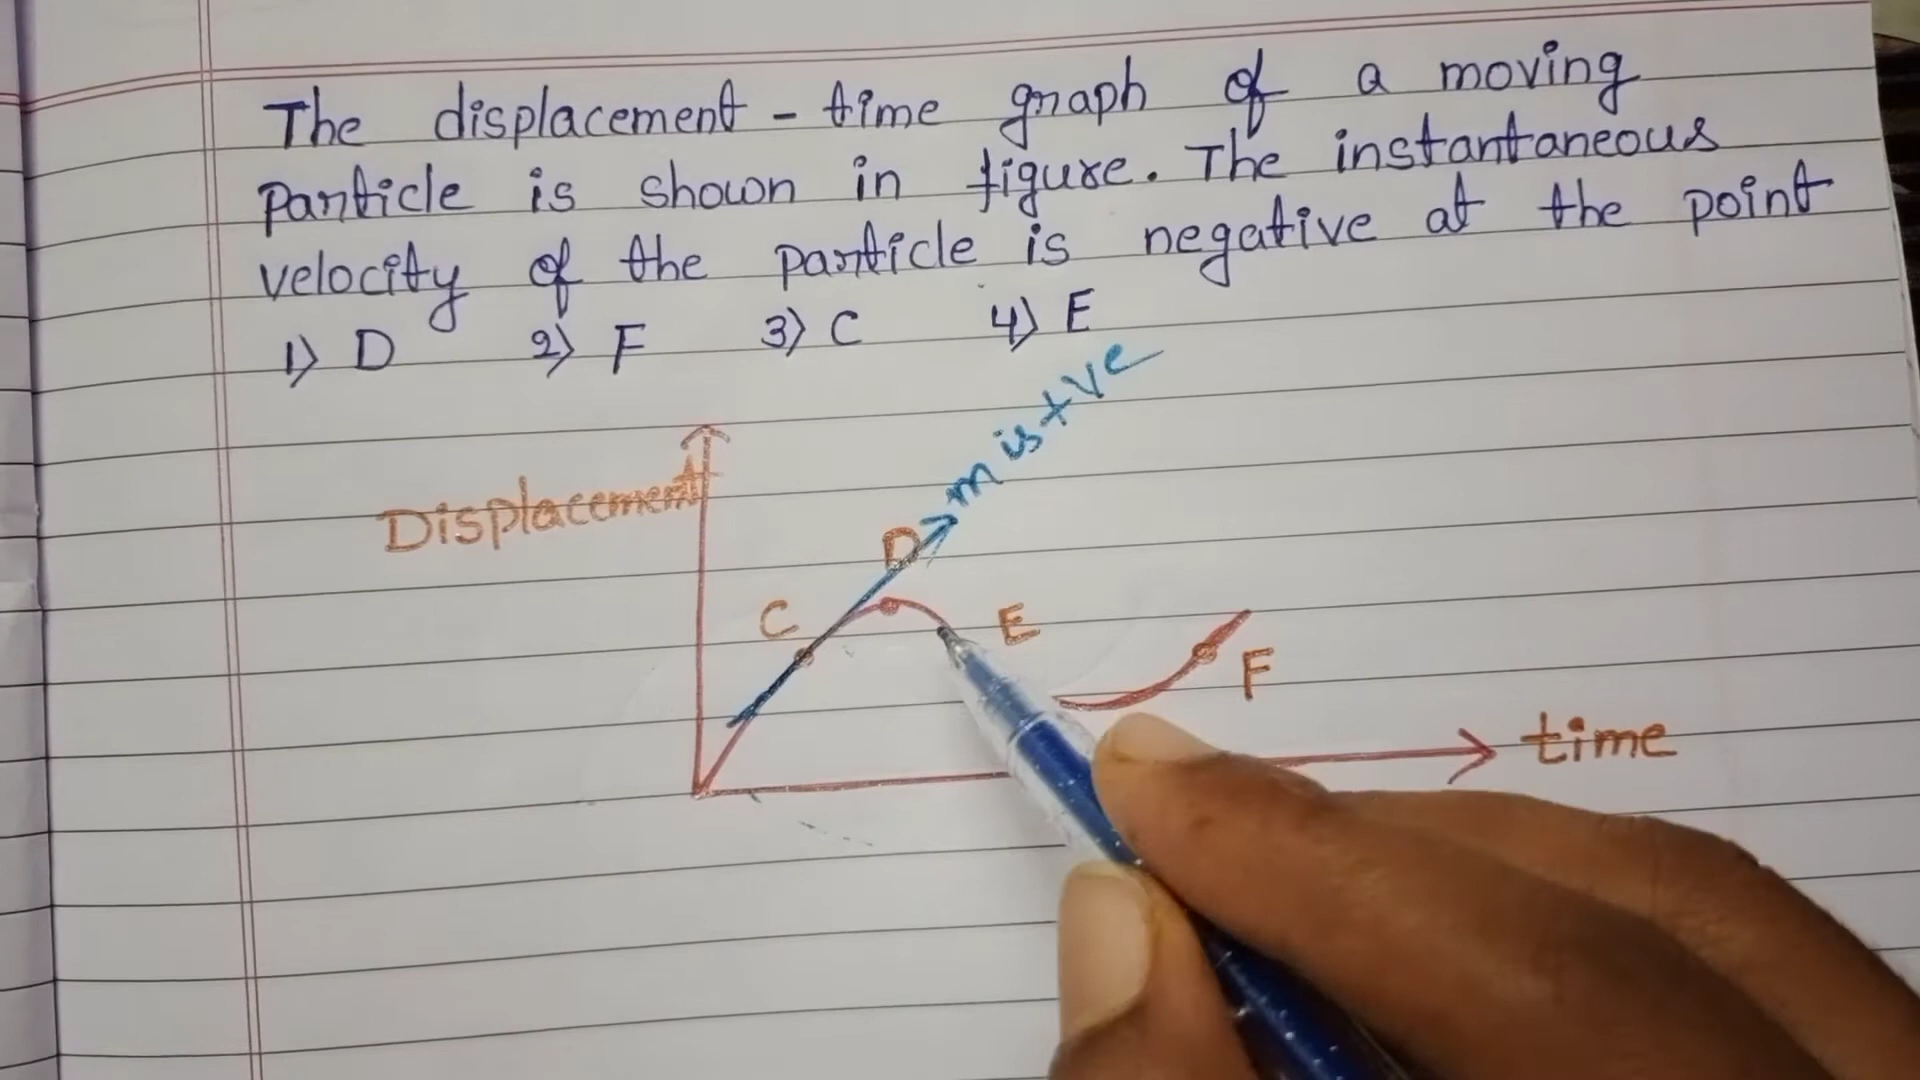 The displacement - time graph of a moving
particle is shown in figure. The instantaneous
velocity of the particle is negative at the point
1) D 2) F 3) C 4) E
m is +ve
Displacement
D
C
E
F
time